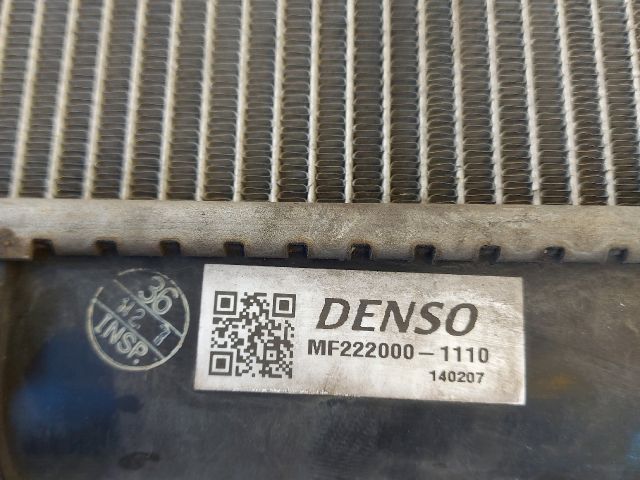 DENSO
MF222000-1110
140207
36
INSP.